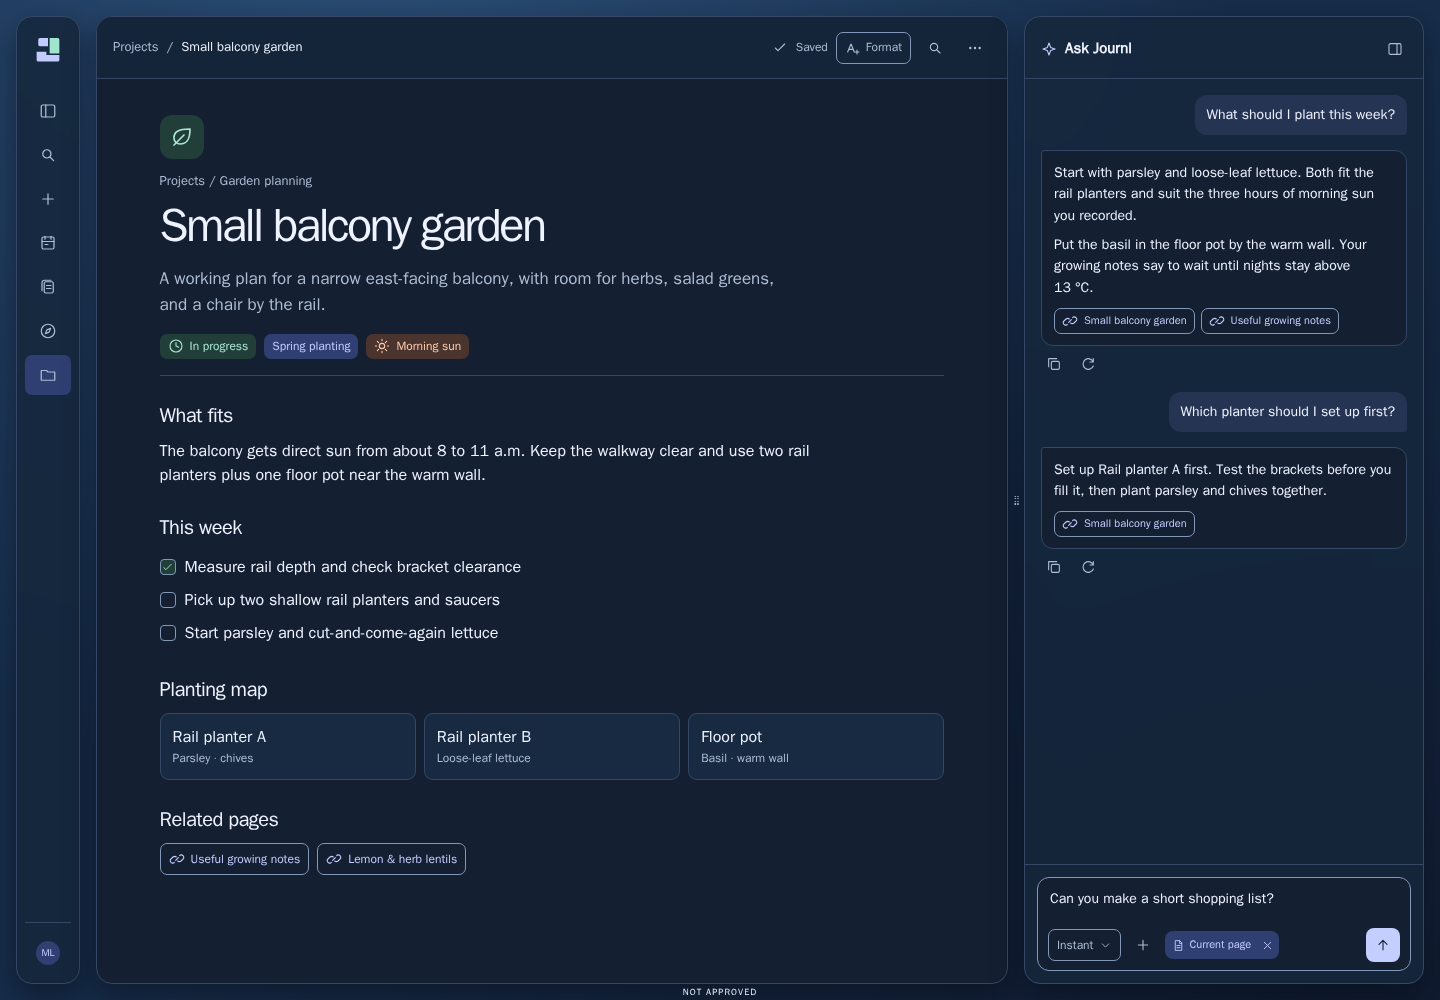 Projects / Small balcony garden
Saved
Format
Projects / Garden planning
Small balcony garden
A working plan for a narrow east-facing balcony, with room for herbs, salad greens,
and a chair by the rail.
In progress
Spring planting
Morning sun
What fits
The balcony gets direct sun from about 8 to 11 a.m. Keep the walkway clear and use two rail
planters plus one floor pot near the warm wall.
This week
Measure rail depth and check bracket clearance
Pick up two shallow rail planters and saucers
Start parsley and cut-and-come-again lettuce
Planting map
Rail planter A
Parsley · chives
Rail planter B
Loose-leaf lettuce
Floor pot
Basil · warm wall
Related pages
Useful growing notes
Lemon & herb lentils
ML
Ask Journl
What should I plant this week?
Start with parsley and loose-leaf lettuce. Both fit the
rail planters and suit the three hours of morning sun
you recorded.
Put the basil in the floor pot by the warm wall. Your
growing notes say to wait until nights stay above
13 °C.
Small balcony garden
Useful growing notes
Which planter should I set up first?
Set up Rail planter A first. Test the brackets before you
fill it, then plant parsley and chives together.
Small balcony garden
Can you make a short shopping list?
Instant
Current page
NOT APPROVED